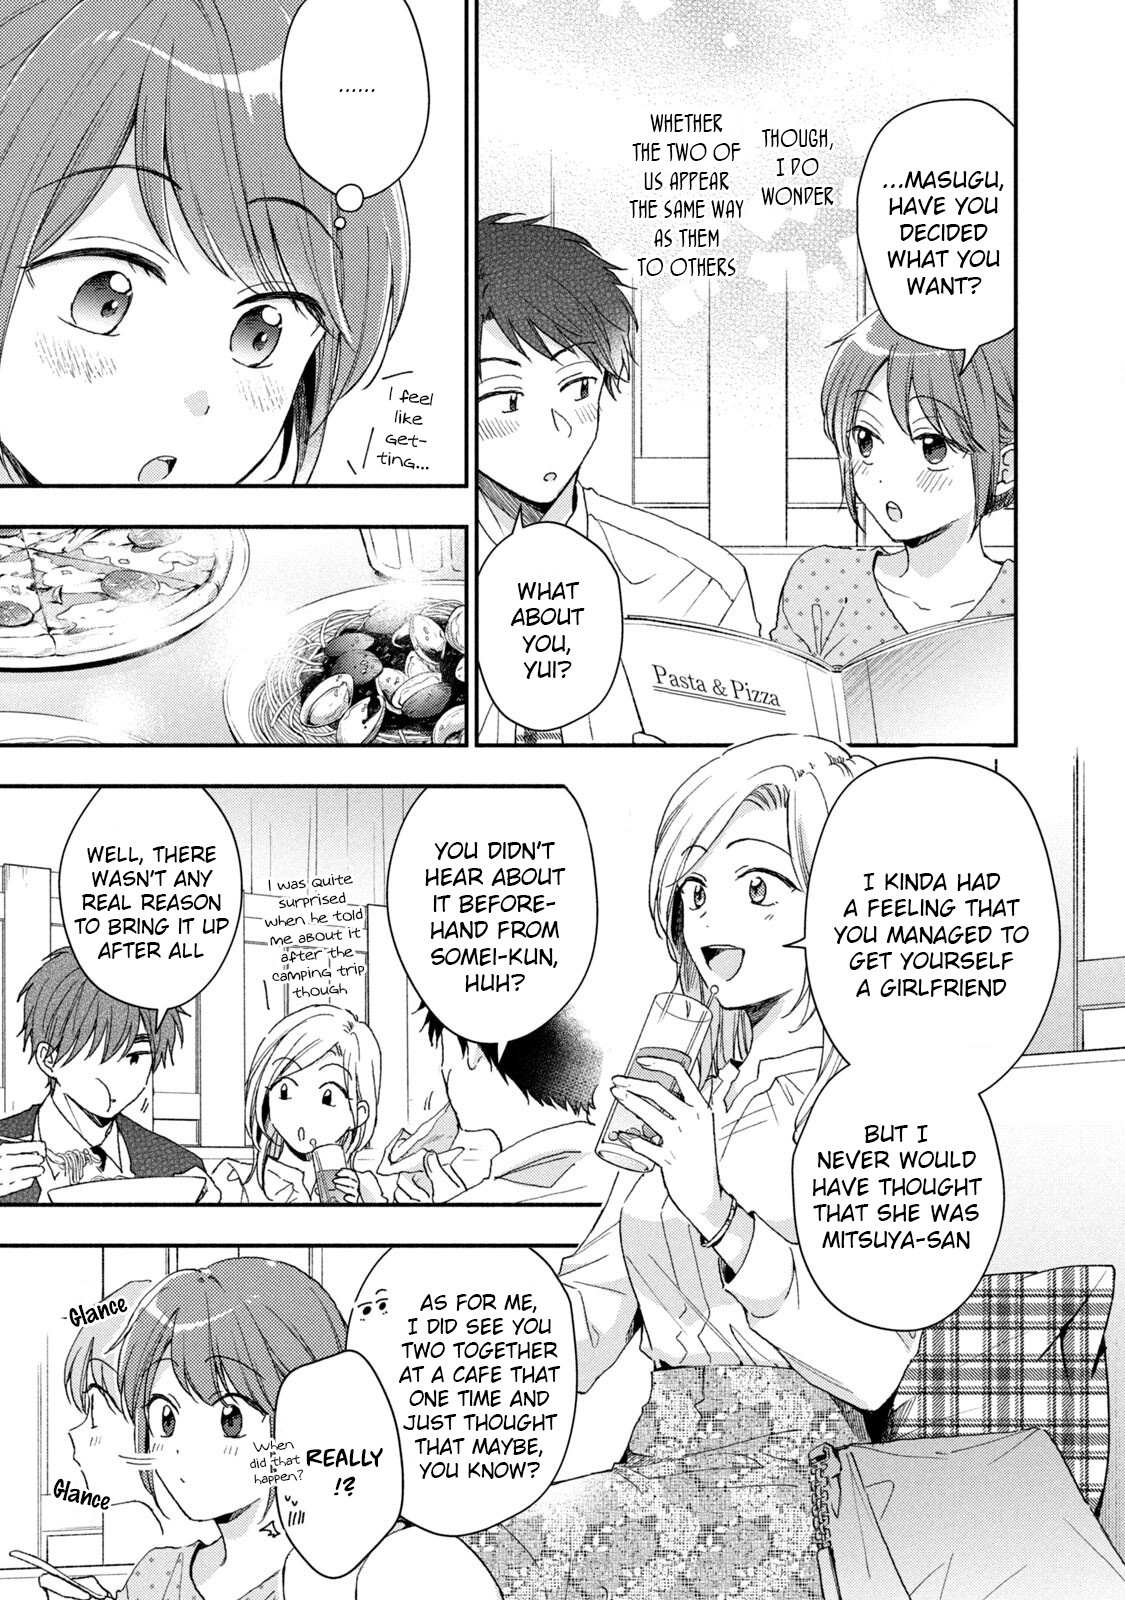 ...MASUGU,
HAVE YOU
DECIDED
WHAT YOU
WANT?
THOUGH,
I DO
WONDER
WHETHER
THE TWO OF
US APPEAR
THE SAME WAY
AS THEM
TO OTHERS
WHAT
ABOUT
YOU,
YUI?
Pasta & Pizza
......
I feel
like
get-
ting...
I KINDA HAD
A FEELING THAT
YOU MANAGED TO
GET YOURSELF
A GIRLFRIEND
BUT I
NEVER WOULD
HAVE THOUGHT
THAT SHE WAS
MITSUYA-SAN
YOU DIDN'T
HEAR ABOUT
IT BEFORE-
HAND FROM
SOMEI-KUN,
HUH?
I was quite
surprised
when he told
me about it
after the
camping trip
though
WELL, THERE
WASN'T ANY
REAL REASON
TO BRING IT UP
AFTER ALL
AS FOR ME,
I DID SEE YOU
TWO TOGETHER
AT A CAFE THAT
ONE TIME AND
JUST THOUGHT
THAT MAYBE,
YOU KNOW?
REALLY
!?
When
did that
happen?
Glance
Glance